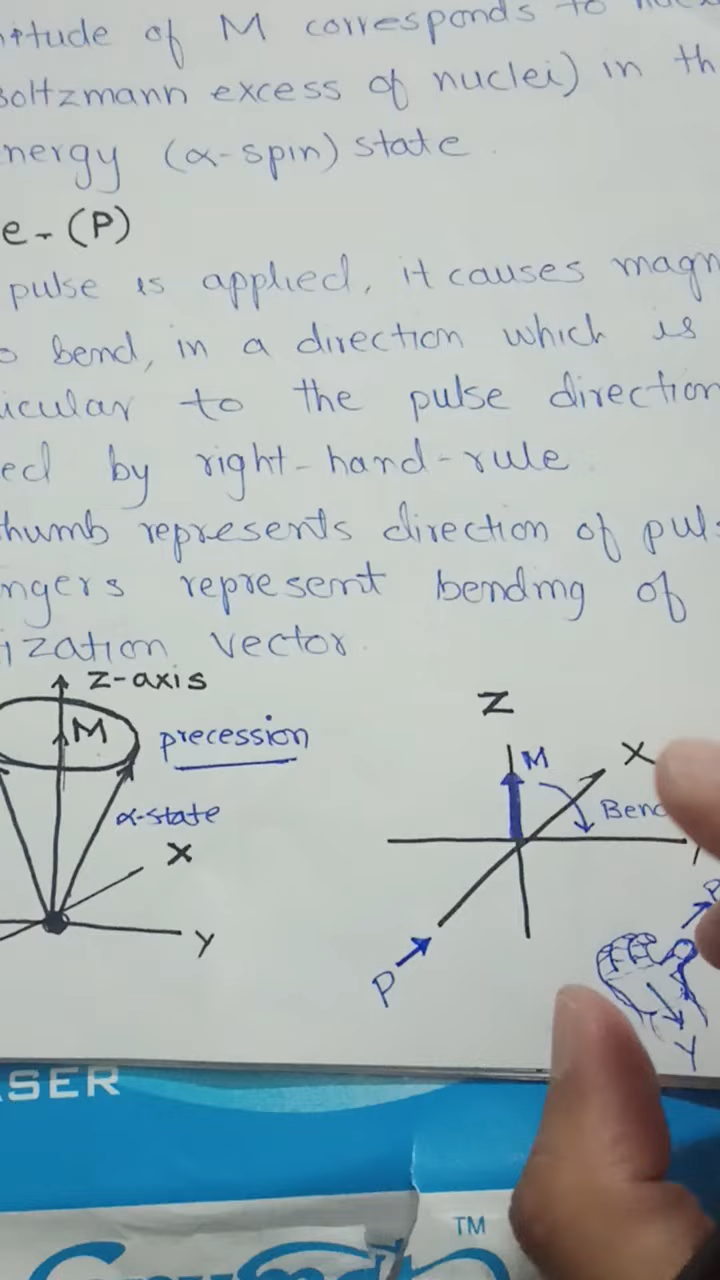 itude of M corresponds to
Boltzmann excess of nuclei) in th
nergy (α-spin) state.
e - (P)
pulse is applied, it causes magn
o bend, in a direction which is
icular to the pulse direction
ed by right-hand-rule
humb represents direction of pul
ngers represent bending of
ization vector.
Z-axis
M
precession
α-state
X
Y
Z
M
X
Bend
P
P
Y
SER
TM